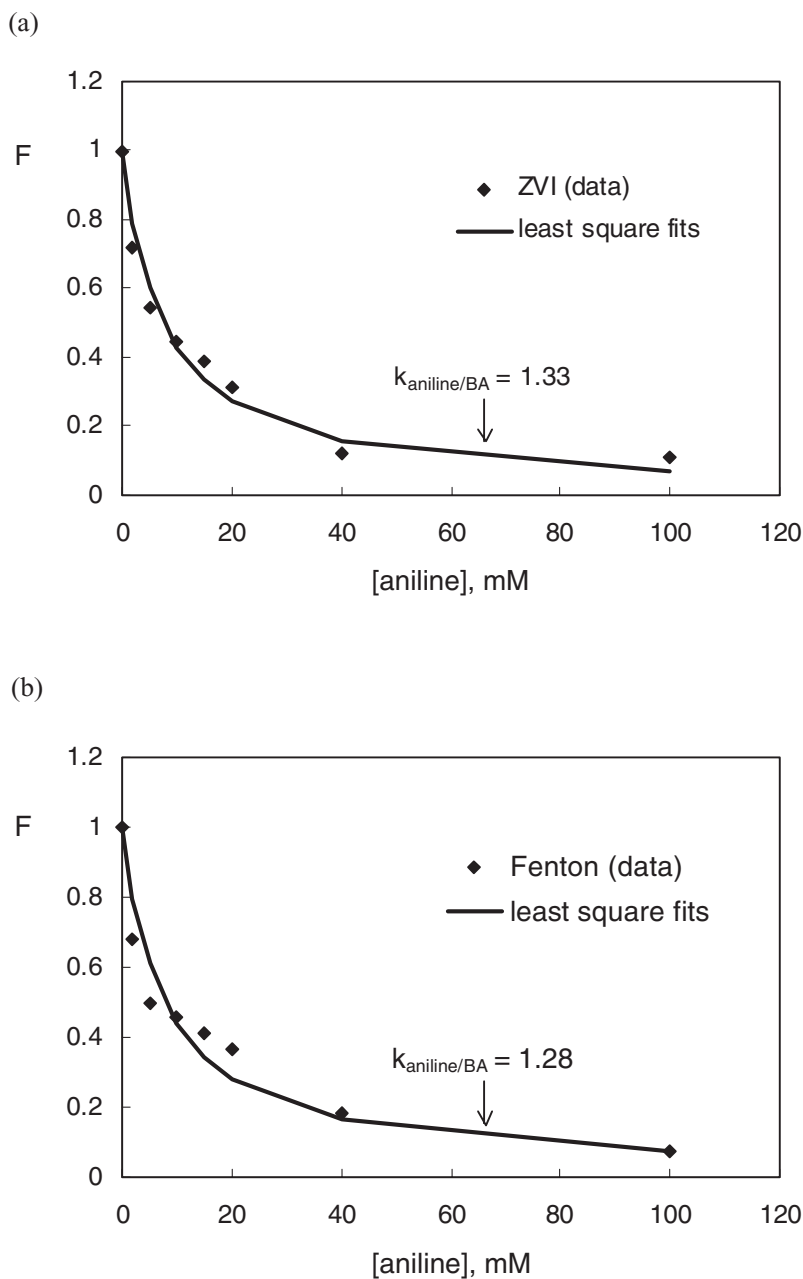 (a)
1.2
F
1
ZVI (data)
0.8
least square fits
0.6
0.4
k_aniline/BA = 1.33
0.2
0
0 20 40 60 80 100 120
[aniline], mM
(b)
1.2
F
1
Fenton (data)
0.8
least square fits
0.6
0.4
k_aniline/BA = 1.28
0.2
0
0 20 40 60 80 100 120
[aniline], mM